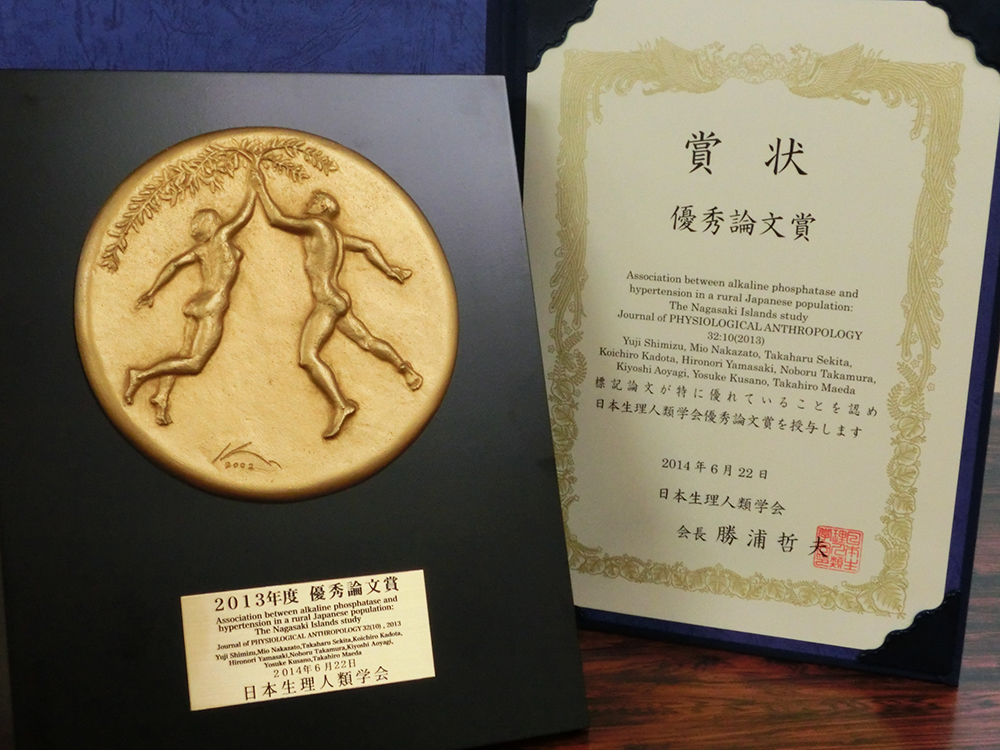 2002
2013年度 優秀論文賞
Association between alkaline phosphatase and
hypertension in a rural Japanese population:
The Nagasaki Islands study
Journal of PHYSIOLOGICAL ANTHROPOLOGY 32(10) , 2013
Yuji Shimizu,Mio Nakazato,Takaharu Sekita,Koichiro Kadota,
Hironori Yamasaki,Noboru Takamura,Kiyoshi Aoyagi,
Yosuke Kusano,Takahiro Maeda
2014年6月22日
日本生理人類学会
賞状
優秀論文賞
Association between alkaline phosphatase and
hypertension in a rural Japanese population:
The Nagasaki Islands study
Journal of PHYSIOLOGICAL ANTHROPOLOGY
32:10(2013)
Yuji Shimizu, Mio Nakazato, Takaharu Sekita,
Koichiro Kadota, Hironori Yamasaki, Noboru Takamura,
Kiyoshi Aoyagi, Yosuke Kusano, Takahiro Maeda
標記論文が特に優れていることを認め
日本生理人類学会優秀論文賞を授与します
2014年6月22日
日本生理人類学会
会長 勝浦哲夫